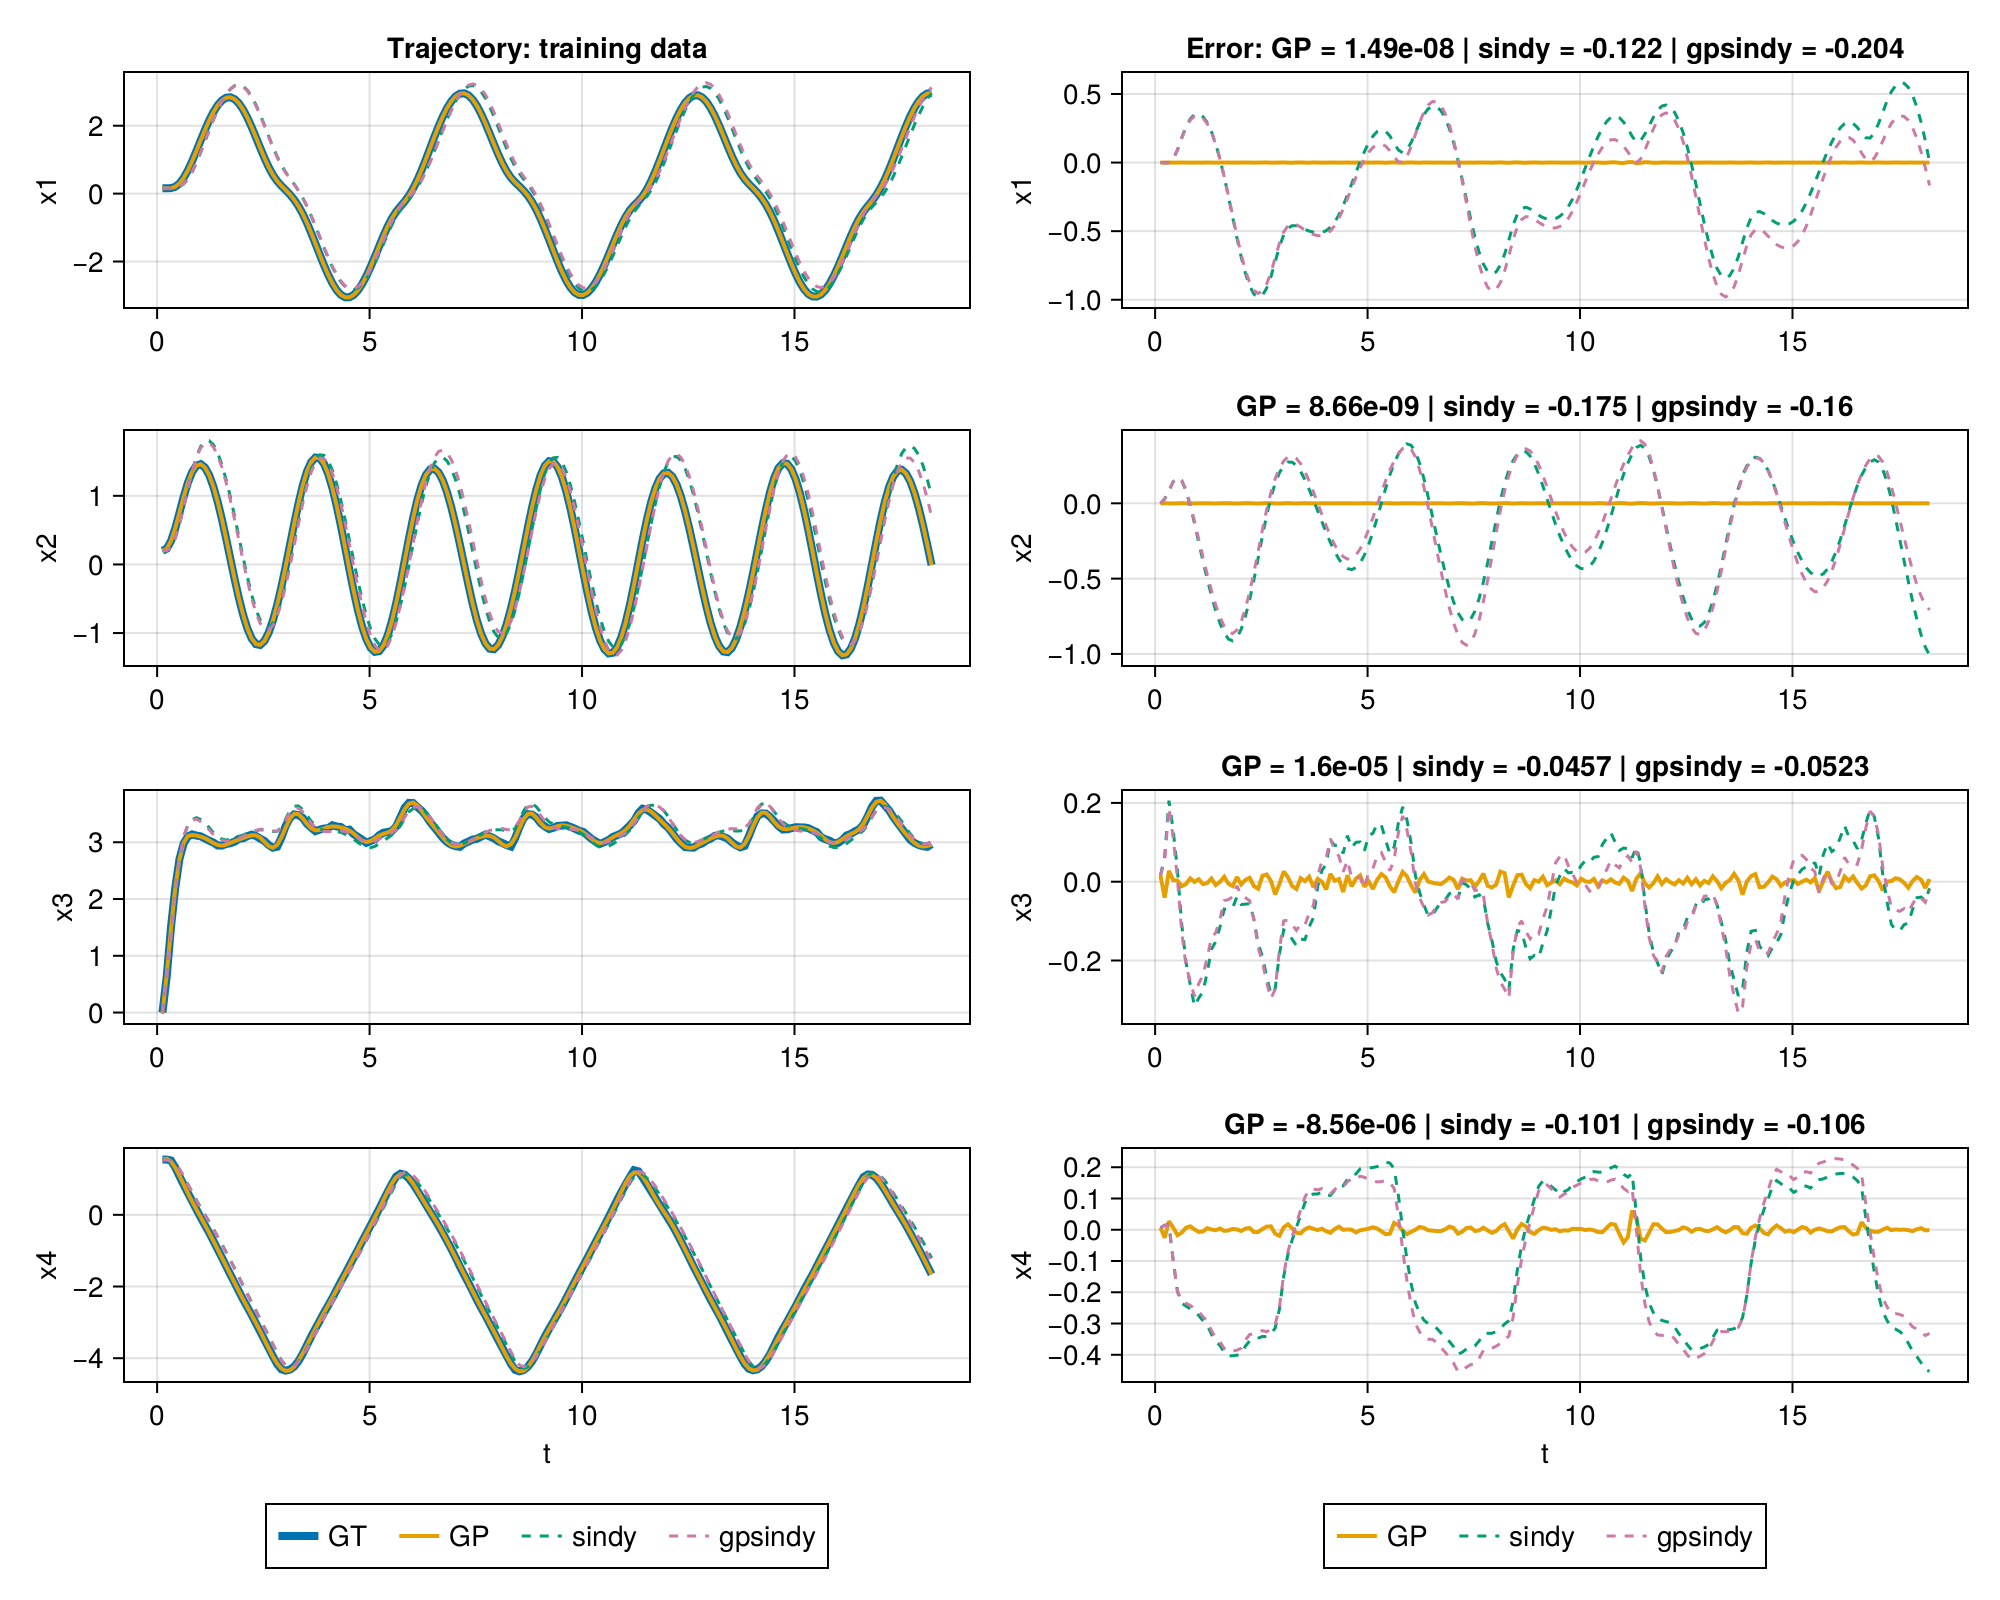 Trajectory: training data
x1
2
0
−2
0 5 10 15
Error: GP = 1.49e-08 | sindy = -0.122 | gpsindy = -0.204
x1
0.5
0.0
−0.5
−1.0
0 5 10 15
x2
1
0
−1
0 5 10 15
GP = 8.66e-09 | sindy = -0.175 | gpsindy = -0.16
x2
0.0
−0.5
−1.0
0 5 10 15
x3
3
2
1
0
0 5 10 15
GP = 1.6e-05 | sindy = -0.0457 | gpsindy = -0.0523
x3
0.2
0.0
−0.2
0 5 10 15
x4
0
−2
−4
0 5 10 15
t
GP = -8.56e-06 | sindy = -0.101 | gpsindy = -0.106
x4
0.2
0.1
0.0
−0.1
−0.2
−0.3
−0.4
0 5 10 15
t
GT GP sindy gpsindy
GP sindy gpsindy